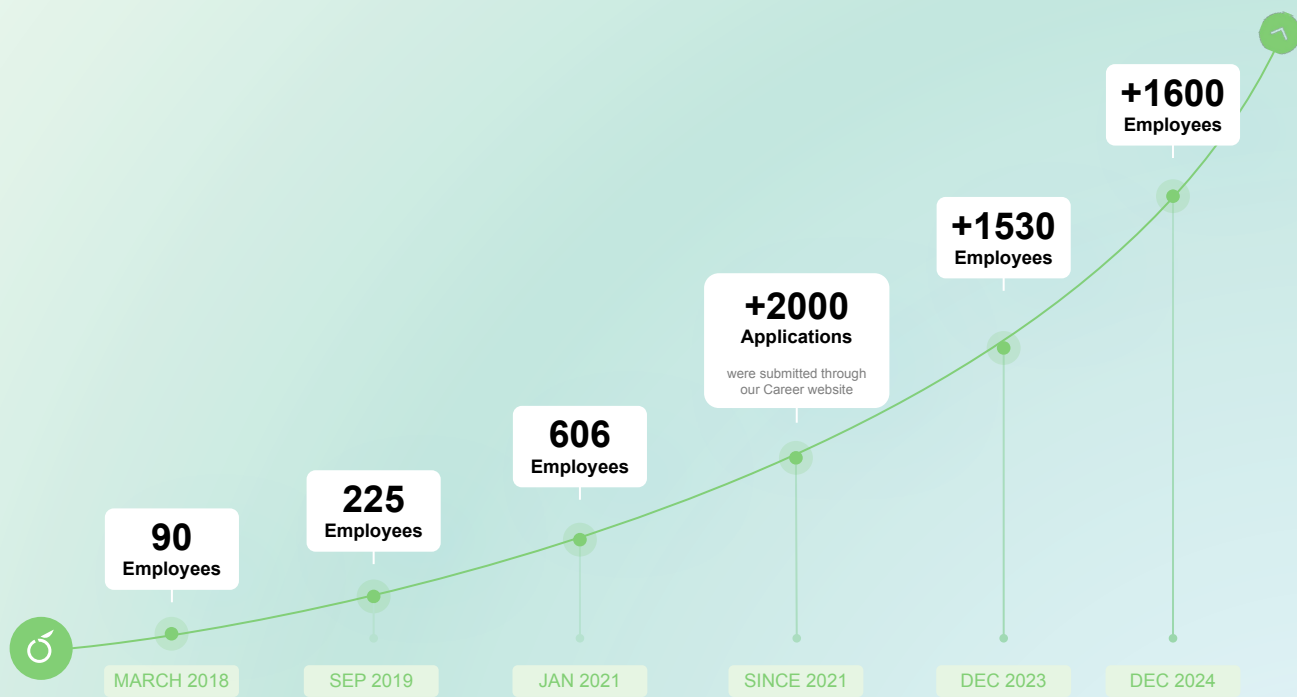 90
Employees
MARCH 2018
225
Employees
SEP 2019
606
Employees
JAN 2021
+2000
Applications
were submitted through
our Career website
SINCE 2021
+1530
Employees
DEC 2023
+1600
Employees
DEC 2024